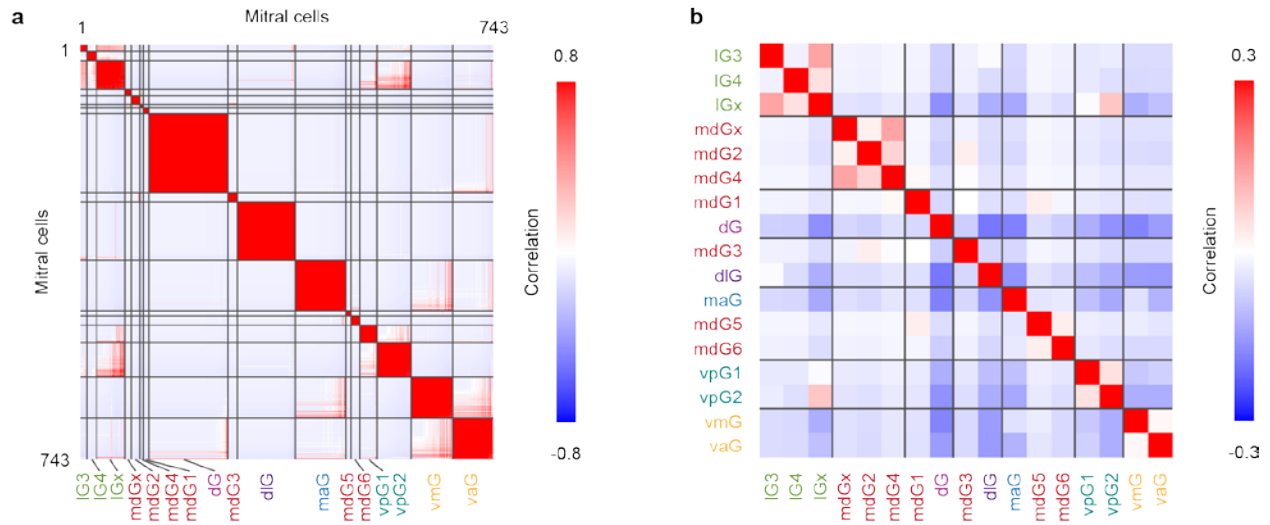 a
Mitral cells
1
743
1
743
Mitral cells
0.8
-0.8
Correlation
lG3
lG4
lGx
mdGx
mdG2
mdG4
mdG1
dG
mdG3
dlG
maG
mdG5
mdG6
vpG1
vpG2
vmG
vaG
b
lG3
lG4
lGx
mdGx
mdG2
mdG4
mdG1
dG
mdG3
dlG
maG
mdG5
mdG6
vpG1
vpG2
vmG
vaG
lG3
lG4
lGx
mdGx
mdG2
mdG4
mdG1
dG
mdG3
dlG
maG
mdG5
mdG6
vpG1
vpG2
vmG
vaG
0.3
-0.3
Correlation